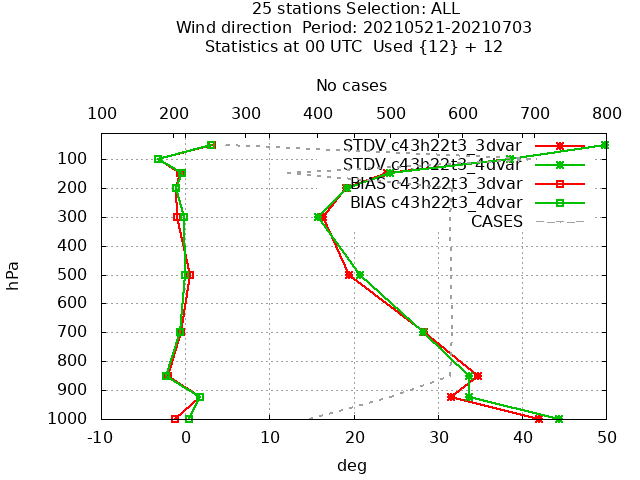 25 stations Selection: ALL
Wind direction  Period: 20210521-20210703
Statistics at 00 UTC  Used {12} + 12
No cases
100 200 300 400 500 600 700 800
STDV c43h22t3_3dvar
STDV c43h22t3_4dvar
BIAS c43h22t3_3dvar
BIAS c43h22t3_4dvar
CASES
100
200
300
400
500
600
700
800
900
1000
hPa
-10 0 10 20 30 40 50
deg